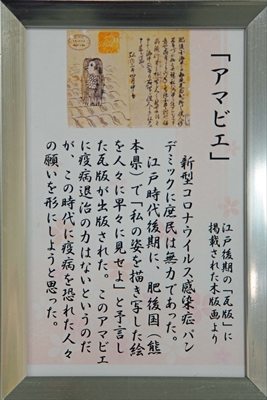 「アマビエ」
江戸後期の「瓦版」に
掲載された木版画より
新型コロナウイルス感染症パン
デミックに庶民は無力であった。
江戸時代後期に、肥後国（熊
本県）で「私の姿を描き写した絵
を人々に早々に見せよ」と予言し
た瓦版が出版された。このアマビエ
に疫病退治の力はないというのだ
が、この時代に疫病を恐れた人々
の願いを形にしようと思った。